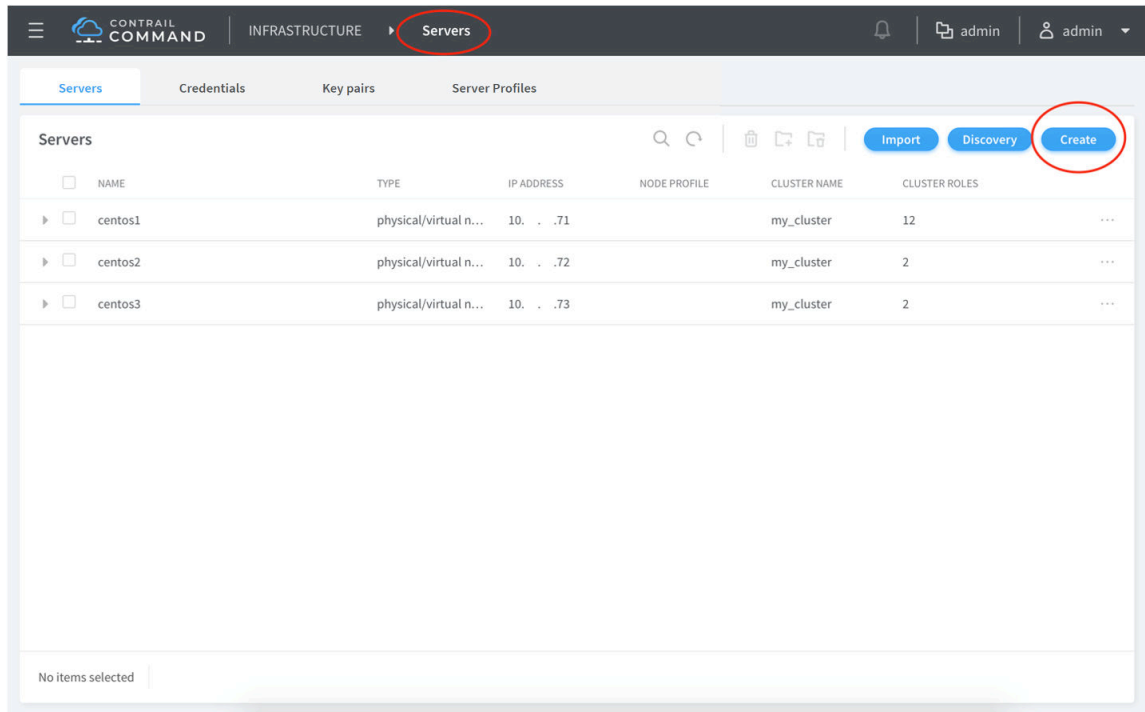 CONTRAIL
COMMAND
INFRASTRUCTURE
Servers
admin
admin
Servers
Credentials
Key pairs
Server Profiles
Servers
Import
Discovery
Create
NAME TYPE IP ADDRESS NODE PROFILE CLUSTER NAME CLUSTER ROLES
centos1 physical/virtual n... 10. . .71 my_cluster 12 ...
centos2 physical/virtual n... 10. . .72 my_cluster 2 ...
centos3 physical/virtual n... 10. . .73 my_cluster 2 ...
No items selected